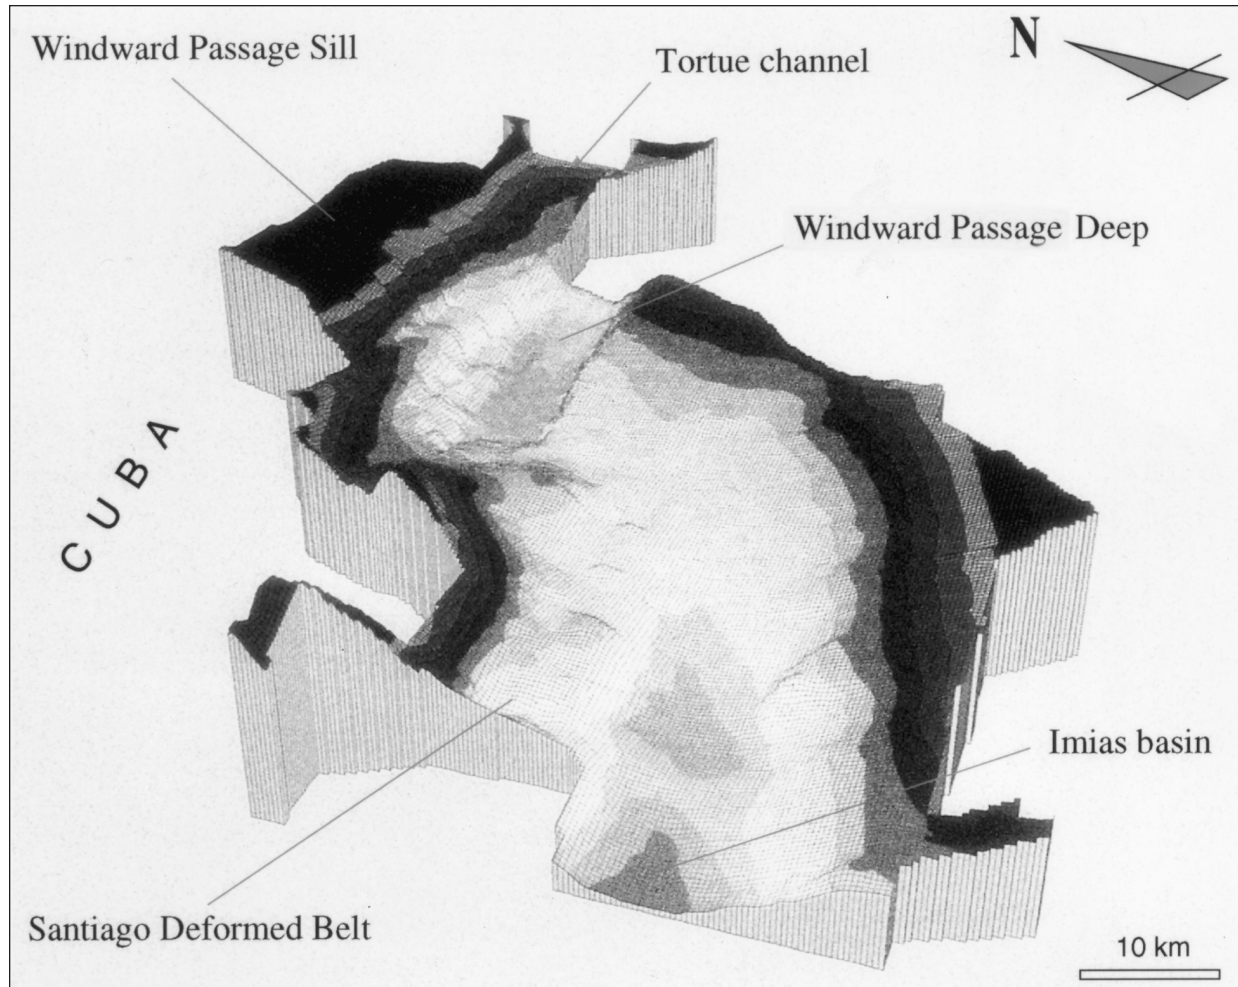 N
Windward Passage Sill
Tortue channel
Windward Passage Deep
CUBA
Imias basin
Santiago Deformed Belt
10 km